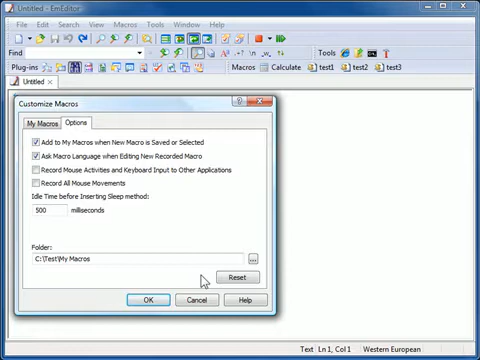 Untitled - EmEditor
File Edit Search View Macros Tools Window Help
Find Tools
Plug-ins Macros Calculate test1 test2 test3
Untitled
Customize Macros
My Macros Options
Add to My Macros when New Macro is Saved or Selected
Ask Macro Language when Editing New Recorded Macro
Record Mouse Activities and Keyboard Input to Other Applications
Record All Mouse Movements
Idle Time before Inserting Sleep method:
500 milliseconds
Folder:
C:\Test\My Macros ...
Reset
OK Cancel Help
Text Ln 1, Col 1 Western European